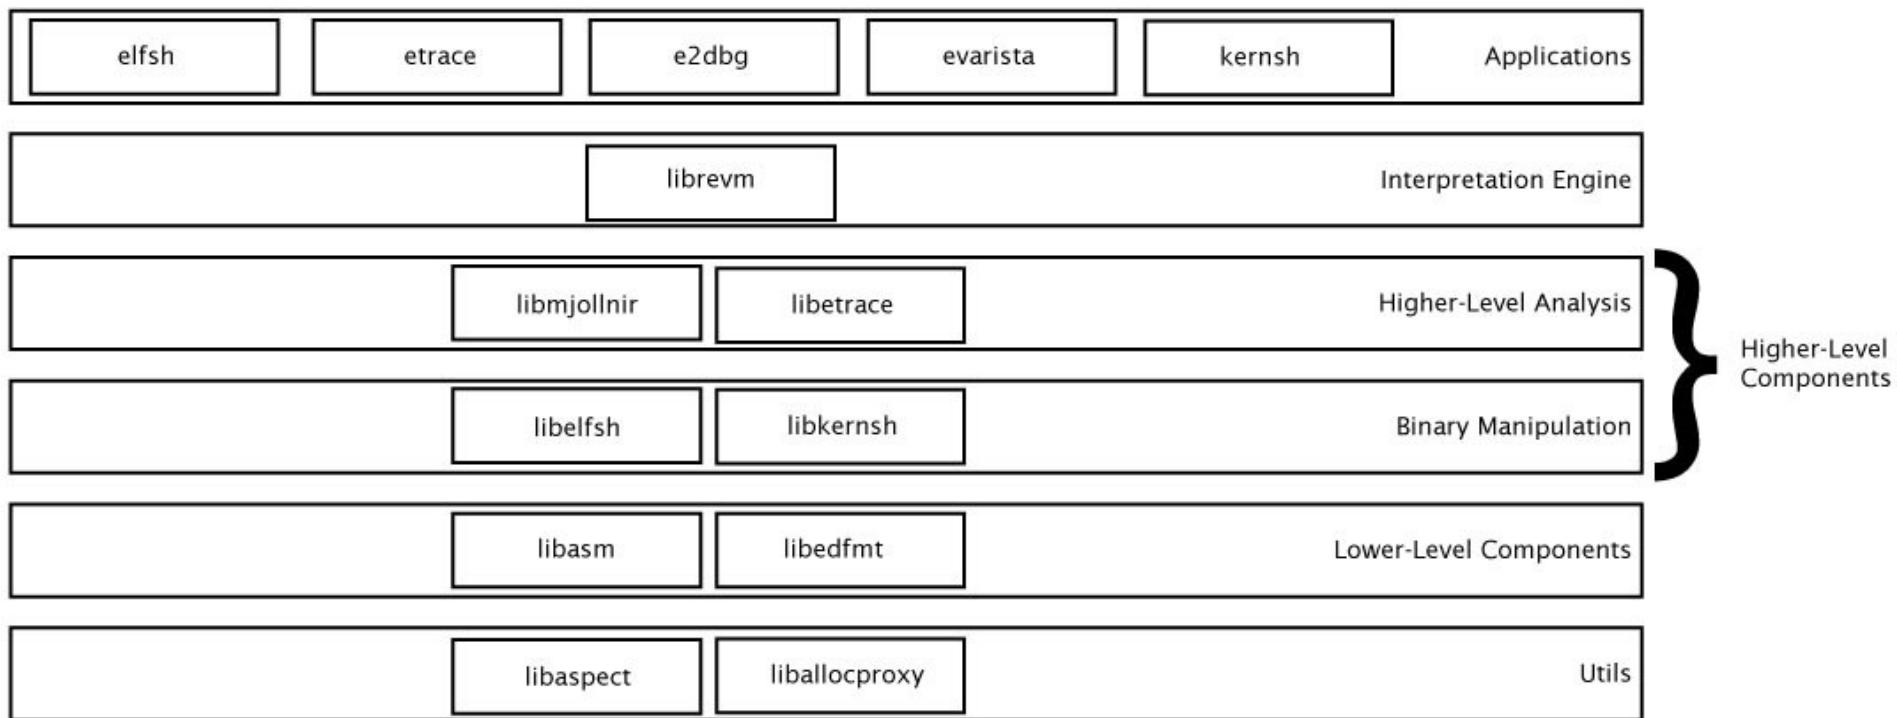 elfsh
etrace
e2dbg
evarista
kernsh
Applications
librevm
Interpretation Engine
libmjollnir
libetrace
Higher-Level Analysis
Higher-Level
Components
libelfsh
libkernsh
Binary Manipulation
libasm
libedfmt
Lower-Level Components
libaspect
liballocproxy
Utils